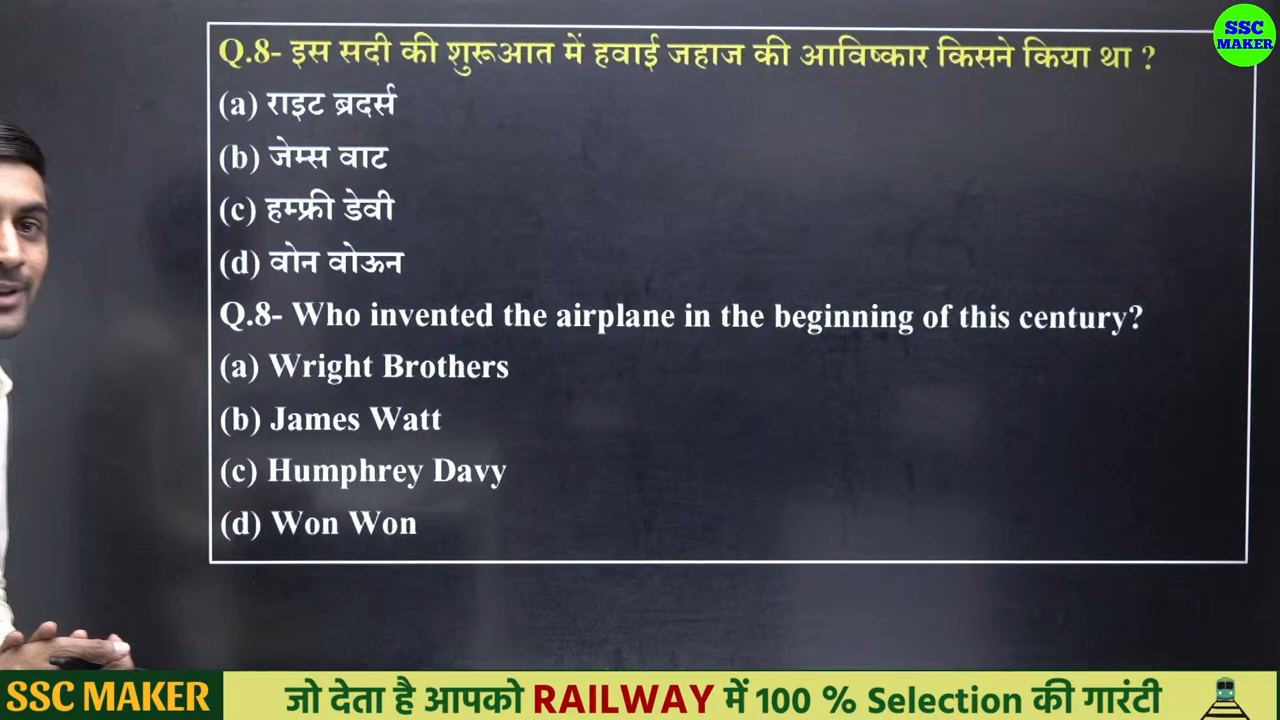 SSC
MAKER
Q.8- इस सदी की शुरूआत में हवाई जहाज की आविष्कार किसने किया था ?
(a) राइट ब्रदर्स
(b) जेम्स वाट
(c) हम्फ्री डेवी
(d) वोन वोऊन
Q.8- Who invented the airplane in the beginning of this century?
(a) Wright Brothers
(b) James Watt
(c) Humphrey Davy
(d) Won Won
SSC MAKER जो देता है आपको RAILWAY में 100 % Selection की गारंटी